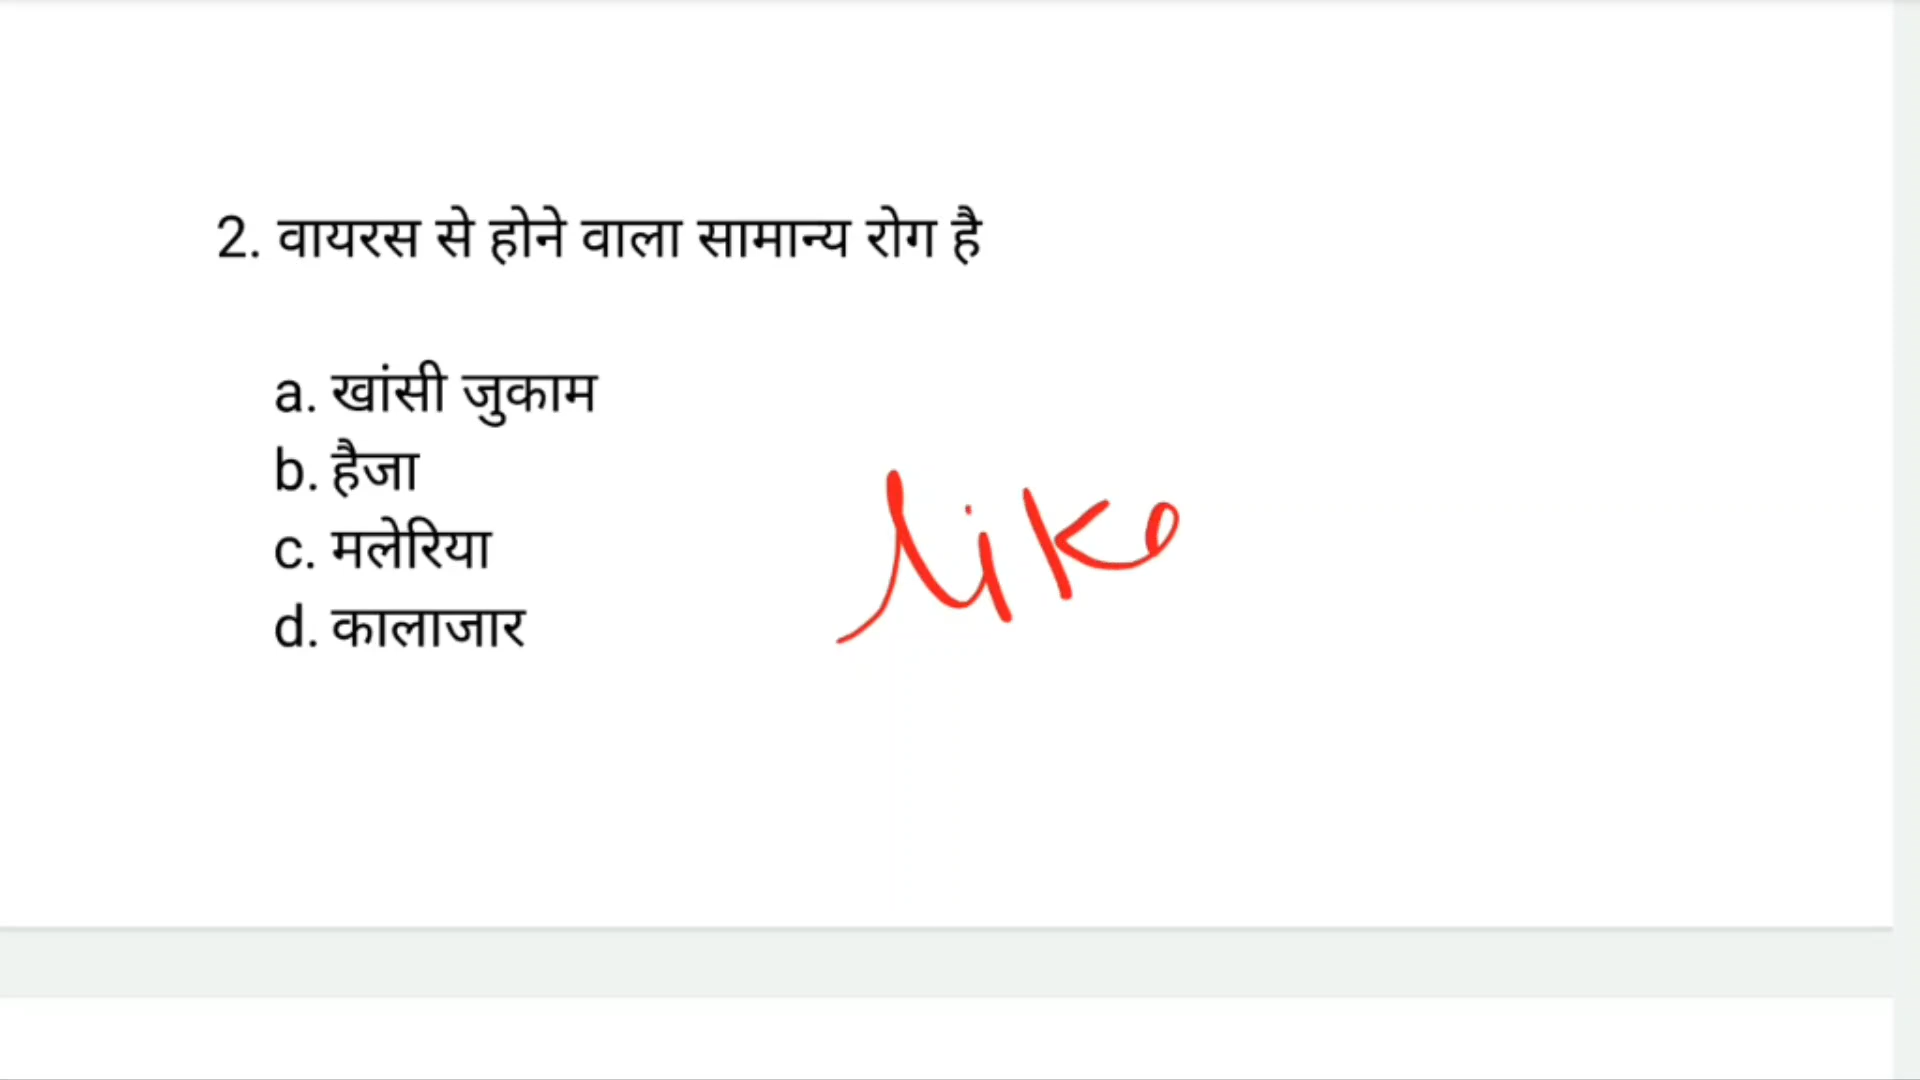 2. वायरस से होने वाला सामान्य रोग है
a. खांसी जुकाम
b. हैजा
c. मलेरिया
d. कालाजार
like